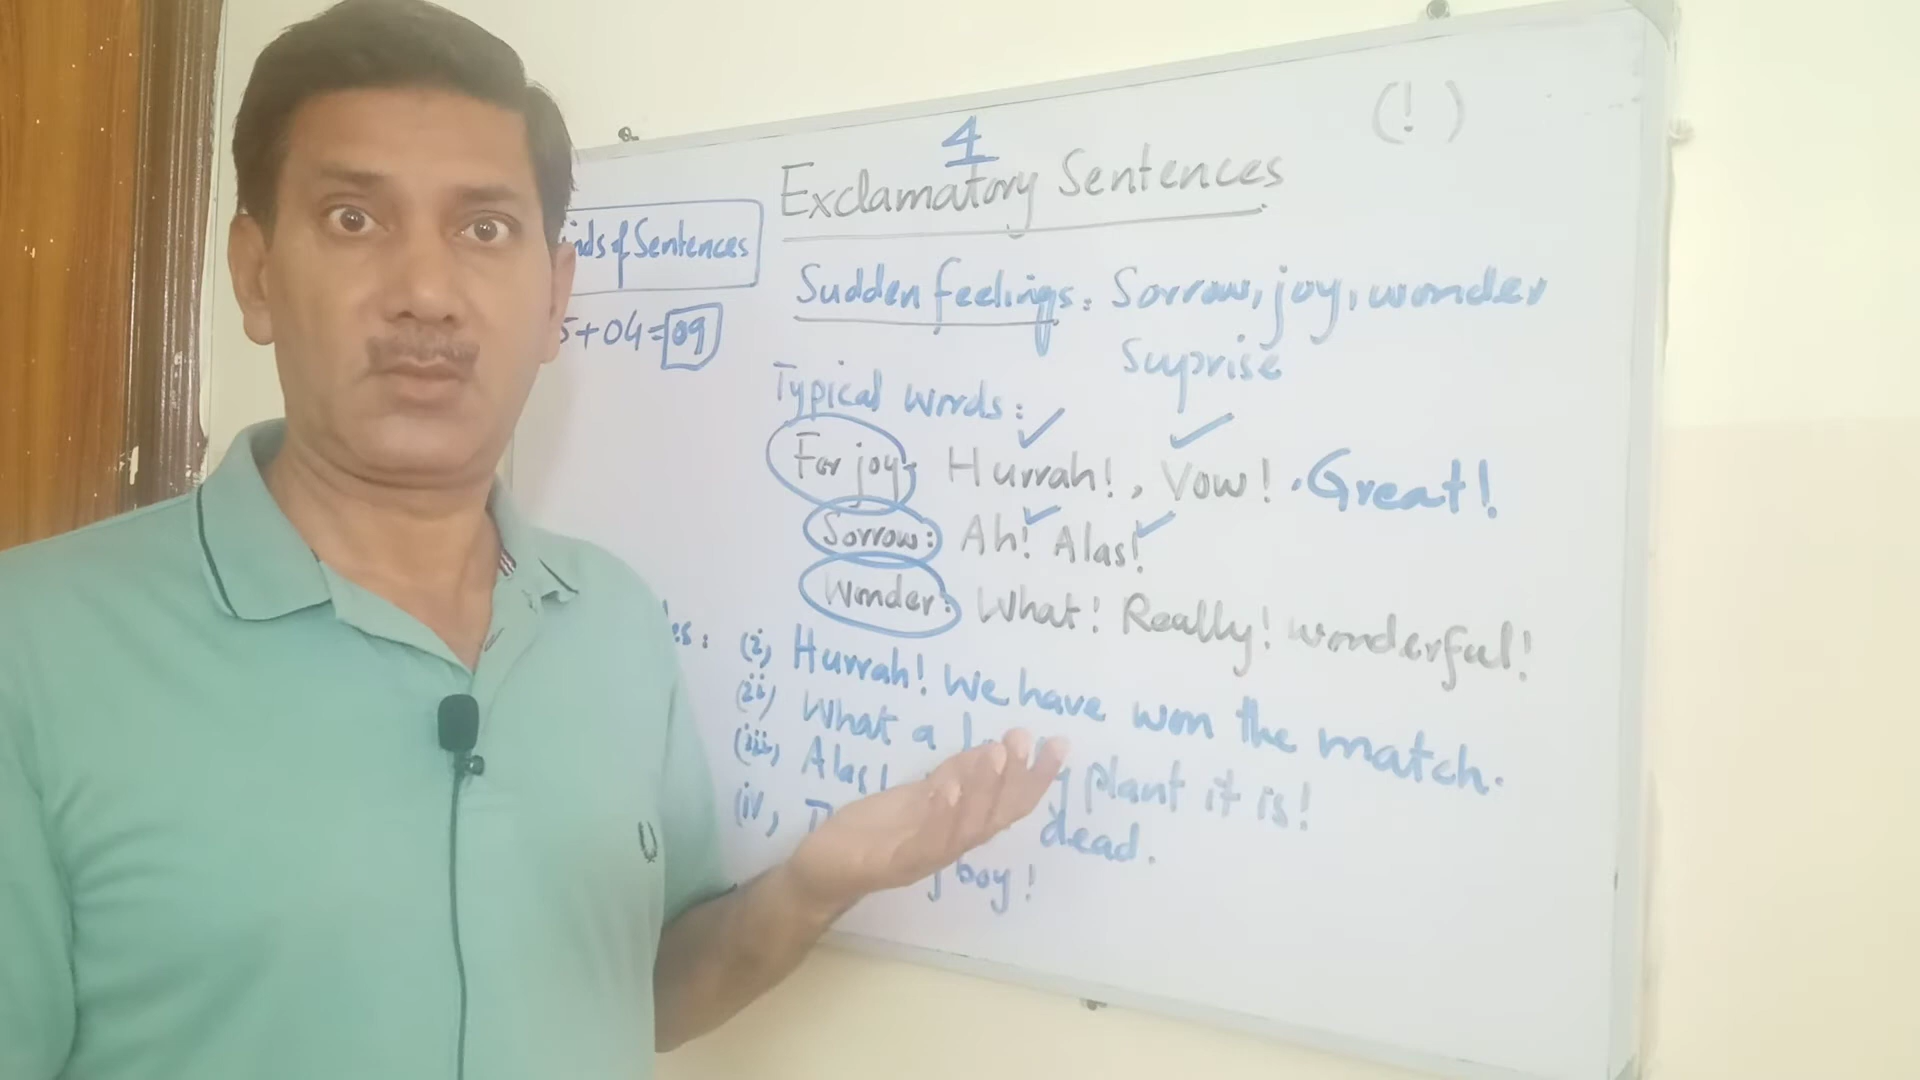 (!)
4
Exclamatory Sentences
inds of Sentences
Sudden feelings: Sorrow, joy, wonder
Suprise
5+04=09
Typical words:
For joy- Hurrah!, Vow!. Great!
Sorrow: Ah! Alas!
Wonder: What! Really! wonderful!
es: (i) Hurrah! We have won the match.
(ii) What a plant it is!
(iii) Alas! dead.
(iv) boy!